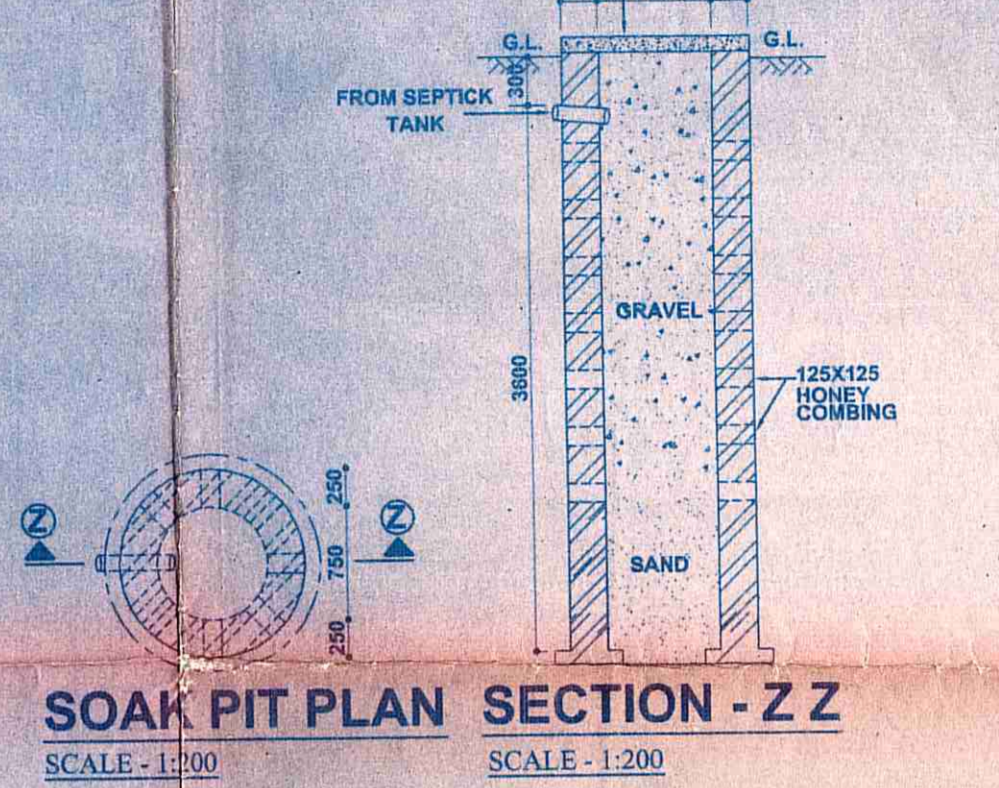 G.L.
G.L.
300
FROM SEPTICK
TANK
GRAVEL
3600
125X125
HONEY
COMBING
250
Z
Z
750
SAND
250
SOAK PIT PLAN
SCALE - 1:200
SECTION - Z Z
SCALE - 1:200